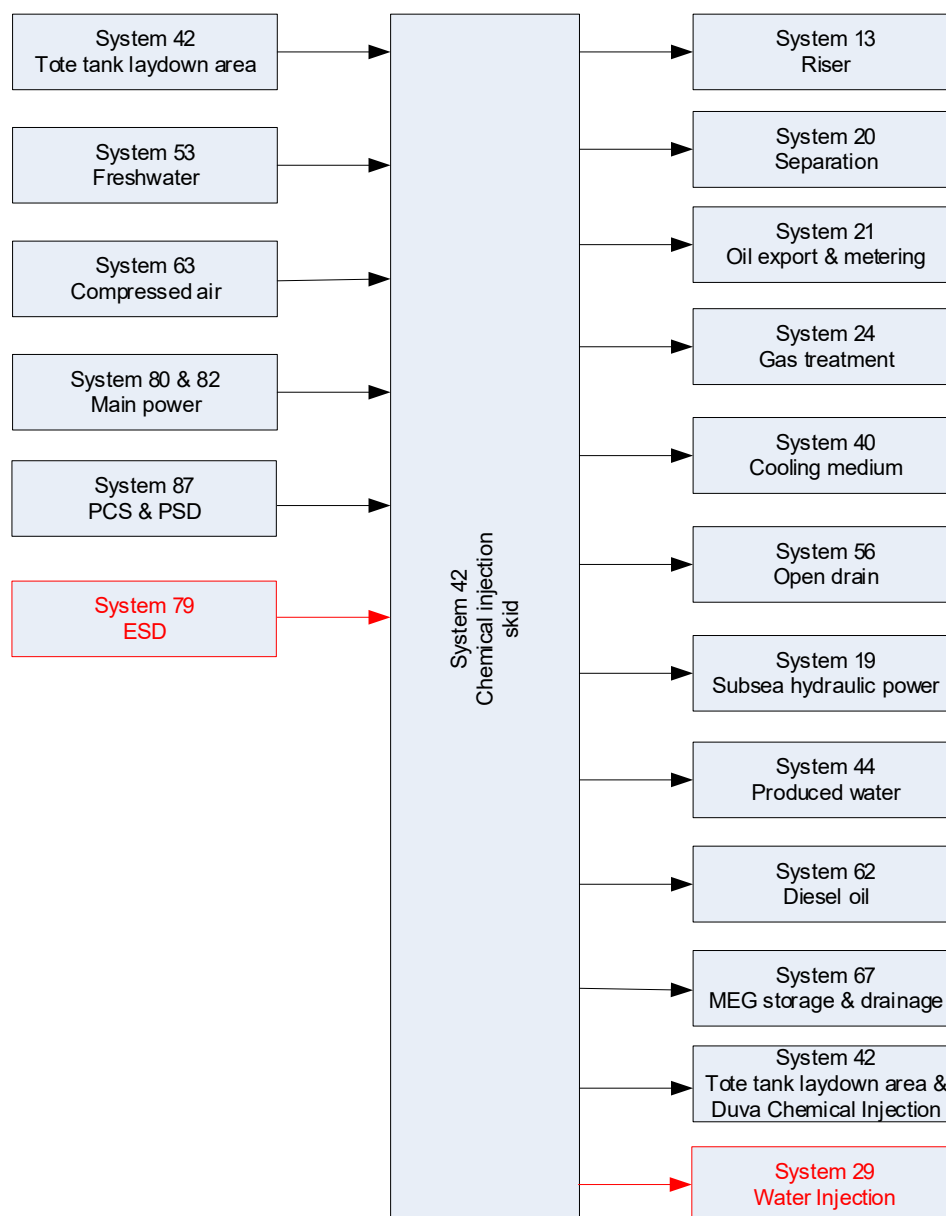 System 42
Tote tank laydown area
System 53
Freshwater
System 63
Compressed air
System 80 & 82
Main power
System 87
PCS & PSD
System 79
ESD
System 42
Chemical injection
skid
System 13
Riser
System 20
Separation
System 21
Oil export & metering
System 24
Gas treatment
System 40
Cooling medium
System 56
Open drain
System 19
Subsea hydraulic power
System 44
Produced water
System 62
Diesel oil
System 67
MEG storage & drainage
System 42
Tote tank laydown area &
Duva Chemical Injection
System 29
Water Injection